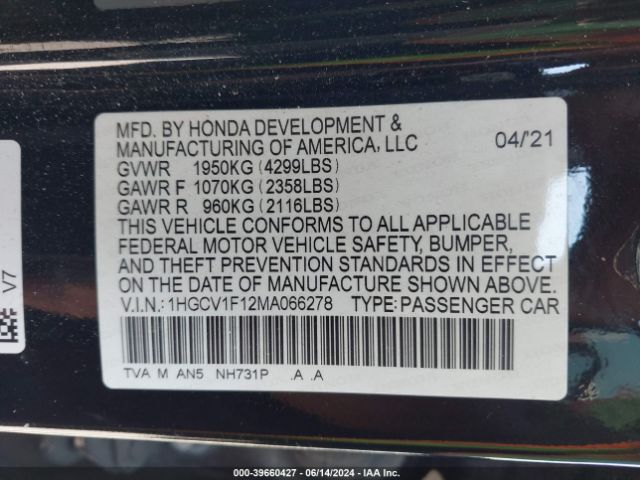 MFD. BY HONDA DEVELOPMENT &
MANUFACTURING OF AMERICA, LLC 04/21
GVWR 1950KG (4299LBS)
GAWR F 1070KG (2358LBS)
GAWR R 960KG (2116LBS)
THIS VEHICLE CONFORMS TO ALL APPLICABLE
FEDERAL MOTOR VEHICLE SAFETY, BUMPER,
AND THEFT PREVENTION STANDARDS IN EFFECT
ON THE DATE OF MANUFACTURE SHOWN ABOVE.
V.I.N.: 1HGCV1F12MA066278 TYPE: PASSENGER CAR
TVA M AN5 NH731P .A .A
V7
000-39660427 - 06/14/2024 - IAA Inc.